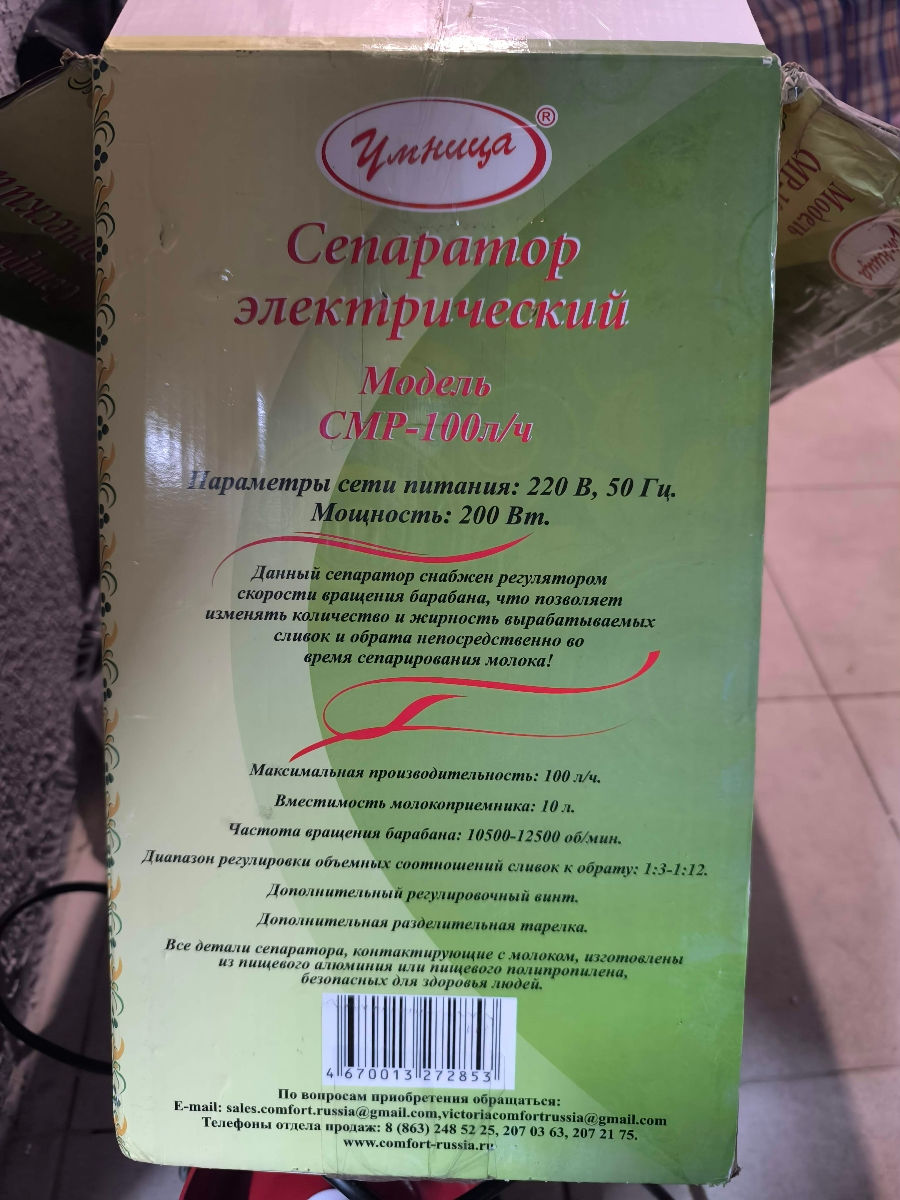 Умница ®
Сепаратор
электрический
Модель
СМР-100л/ч
Параметры сети питания: 220 В, 50 Гц.
Мощность: 200 Вт.
Данный сепаратор снабжен регулятором
скорости вращения барабана, что позволяет
изменять количество и жирность вырабатываемых
сливок и обрата непосредственно во
время сепарирования молока!
Максимальная производительность: 100 л/ч.
Вместимость молокоприемника: 10 л.
Частота вращения барабана: 10500-12500 об/мин.
Диапазон регулировки объемных соотношений сливок к обрату: 1:3-1:12.
Дополнительный регулировочный винт.
Дополнительная разделительная тарелка.
Все детали сепаратора, контактирующие с молоком, изготовлены
из пищевого алюминия или пищевого полипропилена,
безопасных для здоровья людей.
4 670013 272853
По вопросам приобретения обращаться:
E-mail: sales.comfort.russia@gmail.com,victoriacomfortrussia@gmail.com
Телефоны отдела продаж: 8 (863) 248 52 25, 207 03 63, 207 21 75.
www.comfort-russia.ru
Модель
Умница